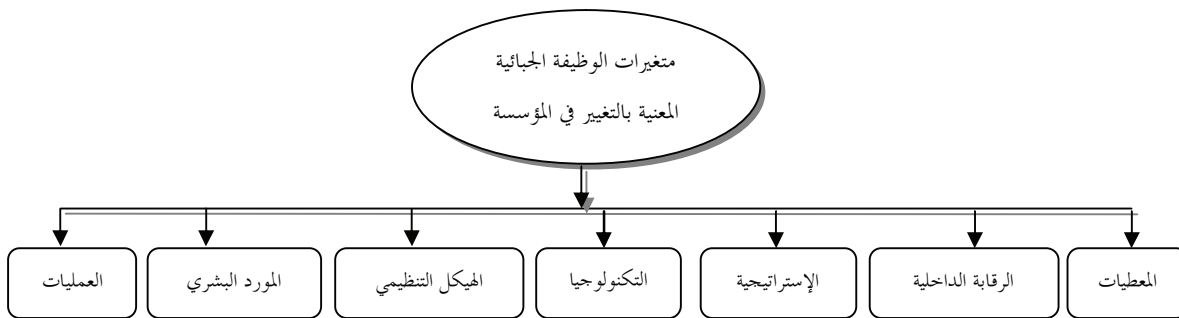 متغيرات الوظيفة الجبائية
المعنية بالتغيير في المؤسسة
المعطيات
الرقابة الداخلية
الإستراتيجية
التكنولوجيا
الهيكل التنظيمي
المورد البشري
العمليات